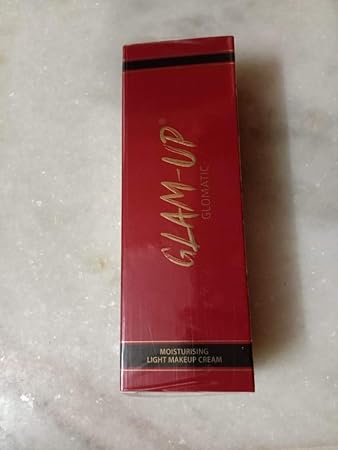 GLAM-UP®
GLOMATIC
MOISTURISING
LIGHT MAKEUP CREAM